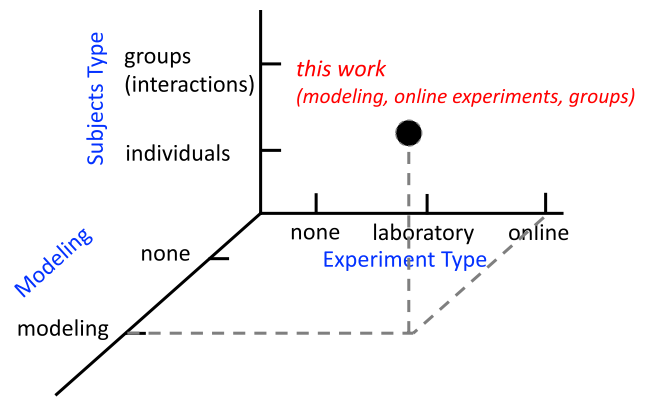 groups
(interactions)
Subjects Type
this work
(modeling, online experiments, groups)
individuals
none
laboratory
online
Experiment Type
Modeling
none
modeling